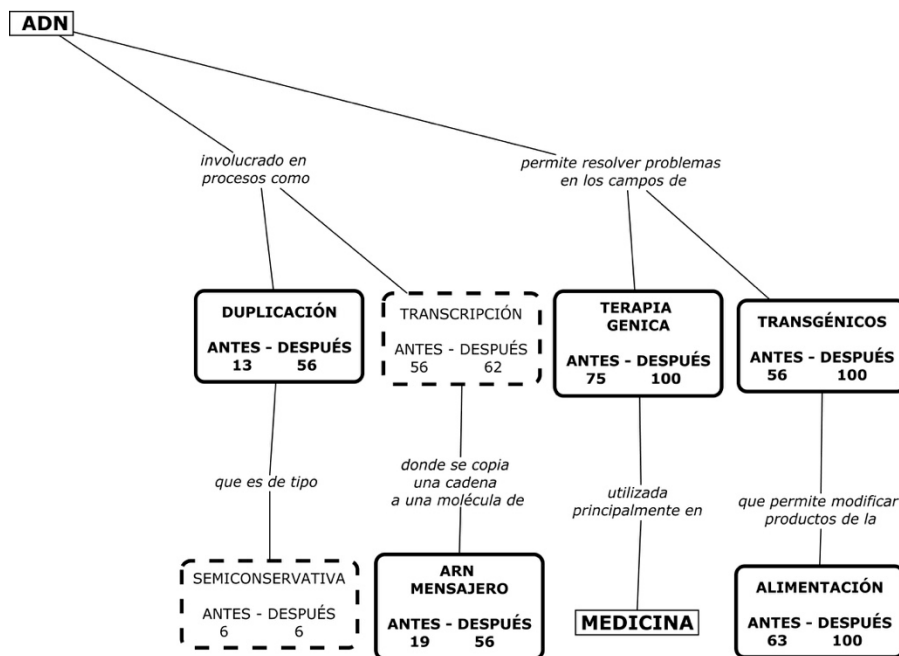 ADN
involucrado en
procesos como
permite resolver problemas
en los campos de
DUPLICACIÓN
ANTES - DESPUÉS
13 56
TRANSCRIPCIÓN
ANTES - DESPUÉS
56 62
TERAPIA
GENICA
ANTES - DESPUÉS
75 100
TRANSGÉNICOS
ANTES - DESPUÉS
56 100
que es de tipo
donde se copia
una cadena
a una molécula de
utilizada
principalmente en
que permite modificar
productos de la
SEMICONSERVATIVA
ANTES - DESPUÉS
6 6
ARN
MENSAJERO
ANTES - DESPUÉS
19 56
MEDICINA
ALIMENTACIÓN
ANTES - DESPUÉS
63 100